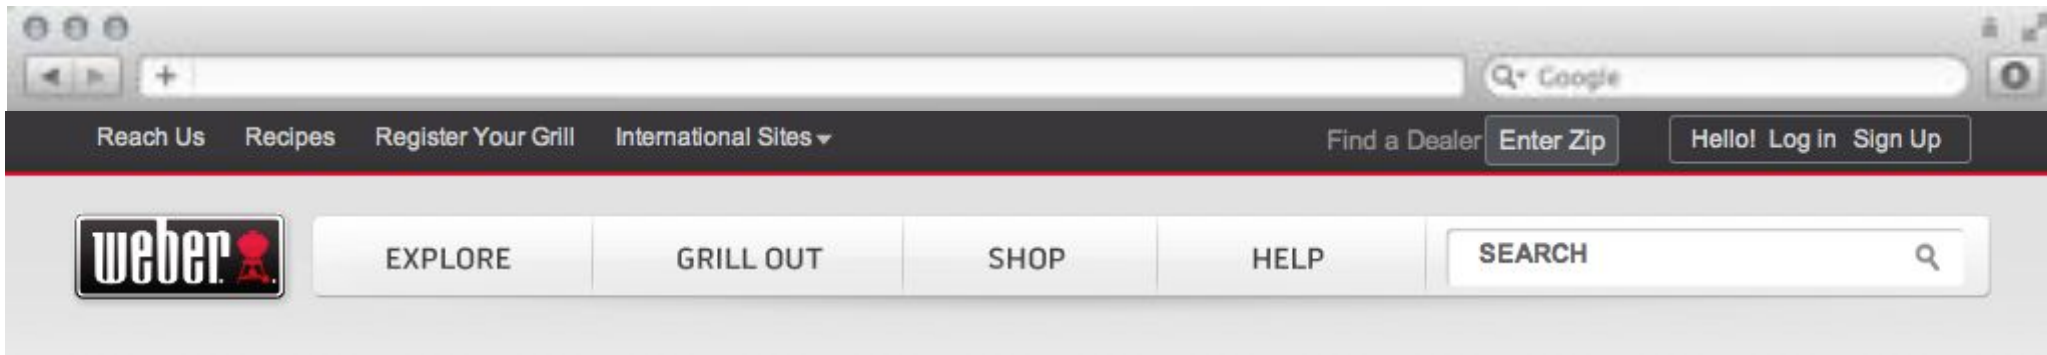 Google
Reach Us Recipes Register Your Grill International Sites Find a Dealer Enter Zip Hello! Log in Sign Up
weber EXPLORE GRILL OUT SHOP HELP SEARCH